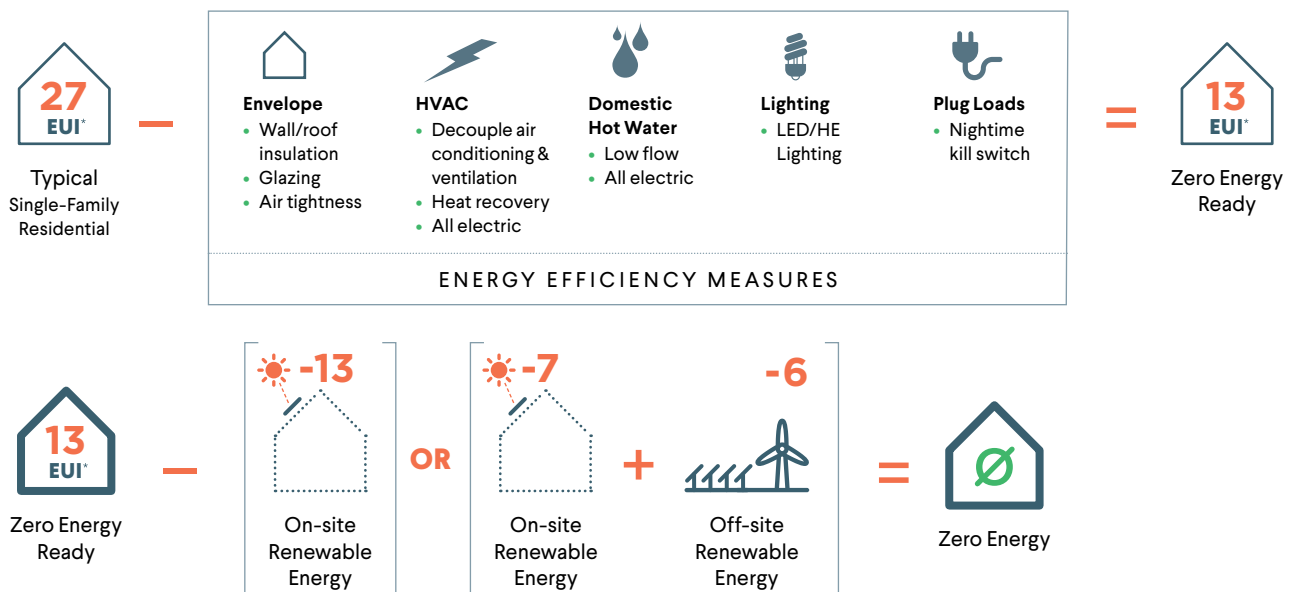 27
EUI*
Typical
Single-Family
Residential
—
Envelope
• Wall/roof
insulation
• Glazing
• Air tightness
HVAC
• Decouple air
conditioning &
ventilation
• Heat recovery
• All electric
Domestic
Hot Water
• Low flow
• All electric
Lighting
• LED/HE
Lighting
Plug Loads
• Nightime
kill switch
ENERGY EFFICIENCY MEASURES
=
13
EUI*
Zero Energy
Ready
13
EUI*
Zero Energy
Ready
—
-13
On-site
Renewable
Energy
OR
-7
On-site
Renewable
Energy
+
-6
Off-site
Renewable
Energy
=
Ø
Zero Energy